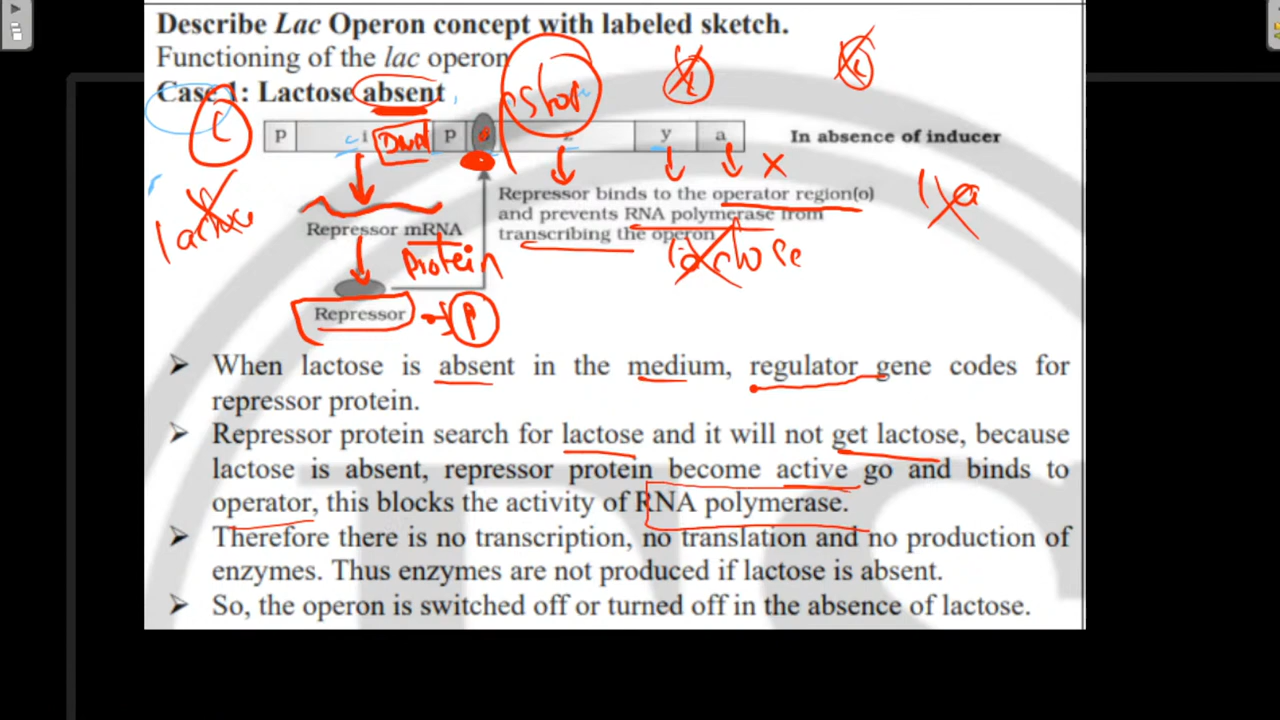 Describe Lac Operon concept with labeled sketch.
Functioning of the lac operon
Case 1: Lactose absent
stop
L
p i DNA p z y a In absence of inducer
lactose
Repressor binds to the operator region(o)
and prevents RNA polymerase from
transcribing the operon
Repressor mRNA
Protein
Repressor
P
When lactose is absent in the medium, regulator gene codes for
repressor protein.
Repressor protein search for lactose and it will not get lactose, because
lactose is absent, repressor protein become active go and binds to
operator, this blocks the activity of RNA polymerase.
Therefore there is no transcription, no translation and no production of
enzymes. Thus enzymes are not produced if lactose is absent.
So, the operon is switched off or turned off in the absence of lactose.